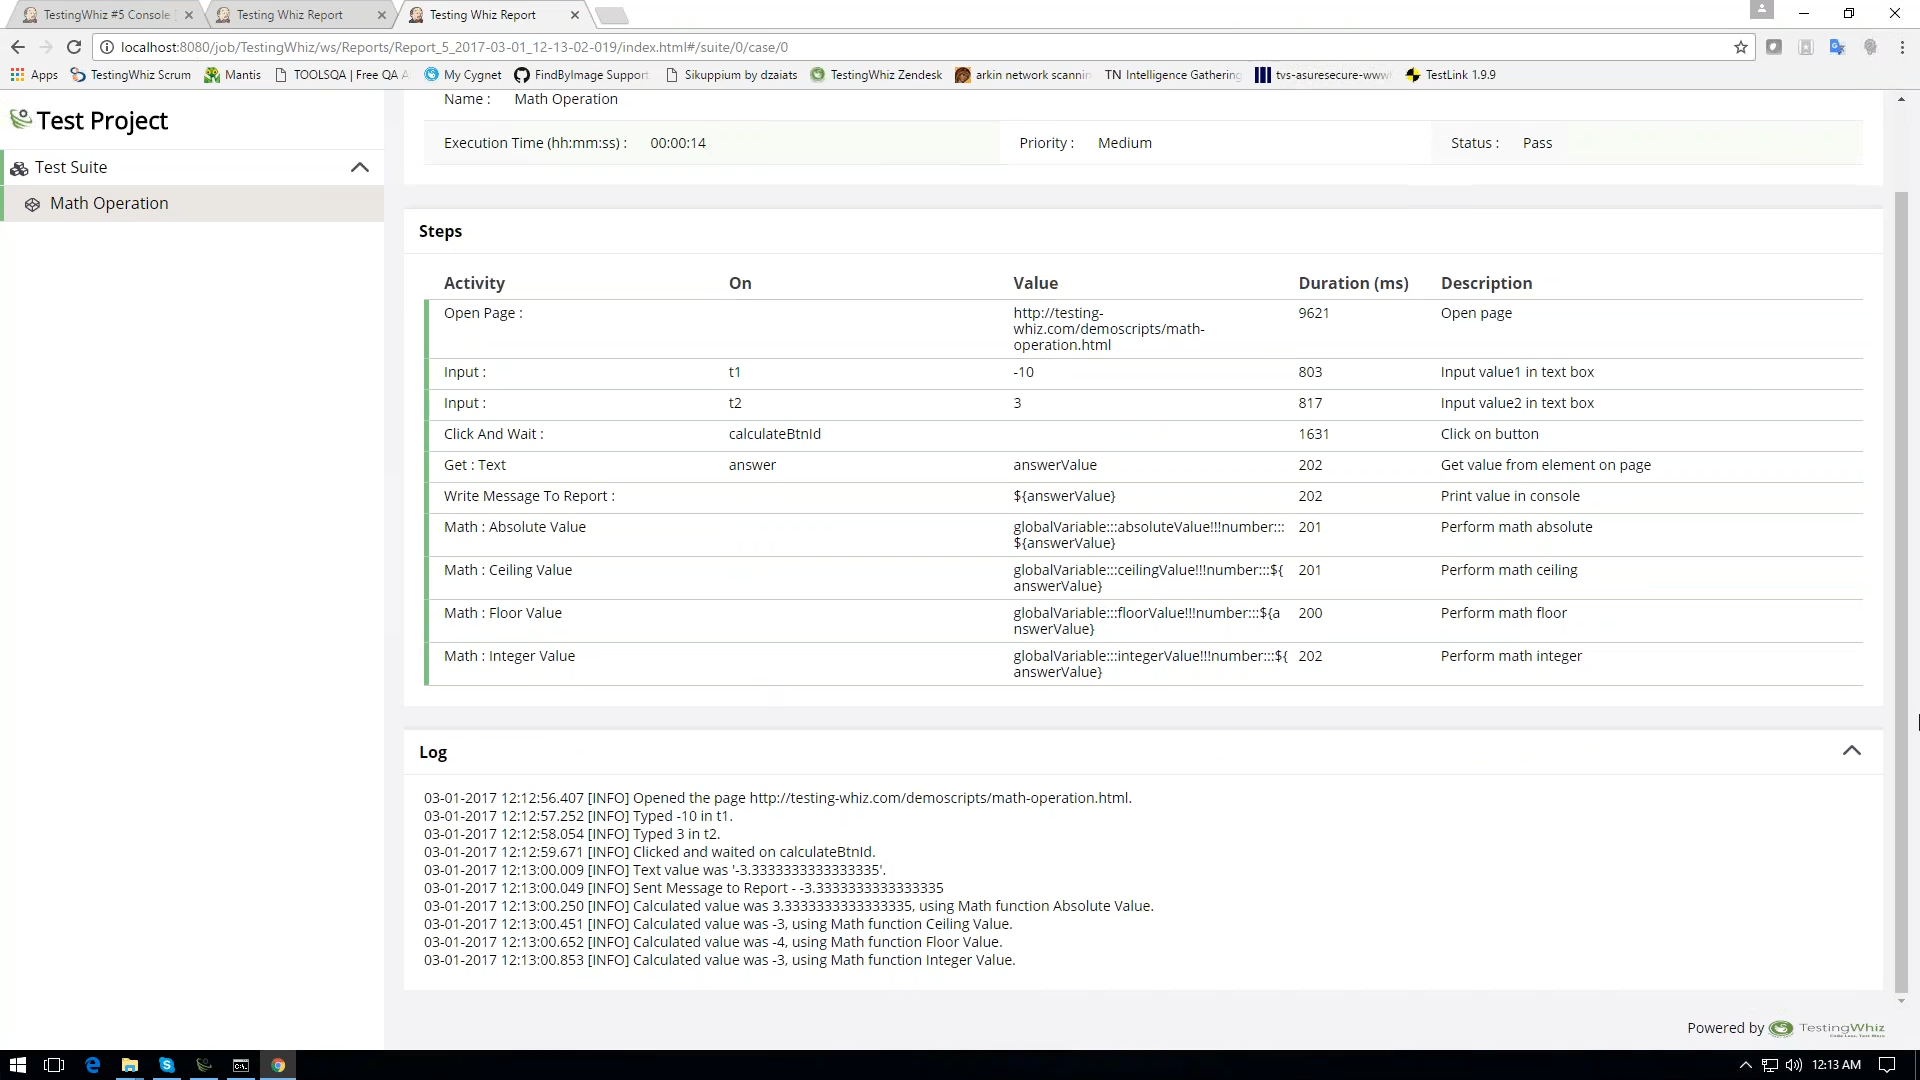 TestingWhiz #5 Console
Testing Whiz Report
Testing Whiz Report
localhost:8080/job/TestingWhiz/ws/Reports/Report_5_2017-03-01_12-13-02-019/index.html#/suite/0/case/0
Apps TestingWhiz Scrum Mantis TOOLSQA | Free QA My Cygnet FindByImage Support Sikuppium by dzaiats TestingWhiz Zendesk arkin network scannin TN Intelligence Gathering tvs-asuresecure-www TestLink 1.9.9
Test Project
Test Suite
Math Operation
Name : Math Operation
Execution Time (hh:mm:ss) : 00:00:14 Priority : Medium Status : Pass
Steps
Activity On Value Duration (ms) Description
Open Page : http://testing- 9621 Open page
whiz.com/demoscripts/math-
operation.html
Input : t1 -10 803 Input value1 in text box
Input : t2 3 817 Input value2 in text box
Click And Wait : calculateBtnId 1631 Click on button
Get : Text answer answerValue 202 Get value from element on page
Write Message To Report : ${answerValue} 202 Print value in console
Math : Absolute Value globalVariable:::absoluteValue!!!number::: 201 Perform math absolute
${answerValue}
Math : Ceiling Value globalVariable:::ceilingValue!!!number:::${ 201 Perform math ceiling
answerValue}
Math : Floor Value globalVariable:::floorValue!!!number:::${a 200 Perform math floor
nswerValue}
Math : Integer Value globalVariable:::integerValue!!!number:::${ 202 Perform math integer
answerValue}
Log
03-01-2017 12:12:56.407 [INFO] Opened the page http://testing-whiz.com/demoscripts/math-operation.html.
03-01-2017 12:12:57.252 [INFO] Typed -10 in t1.
03-01-2017 12:12:58.054 [INFO] Typed 3 in t2.
03-01-2017 12:12:59.671 [INFO] Clicked and waited on calculateBtnId.
03-01-2017 12:13:00.009 [INFO] Text value was '-3.3333333333333335'.
03-01-2017 12:13:00.049 [INFO] Sent Message to Report - -3.3333333333333335
03-01-2017 12:13:00.250 [INFO] Calculated value was 3.3333333333333335, using Math function Absolute Value.
03-01-2017 12:13:00.451 [INFO] Calculated value was -3, using Math function Ceiling Value.
03-01-2017 12:13:00.652 [INFO] Calculated value was -4, using Math function Floor Value.
03-01-2017 12:13:00.853 [INFO] Calculated value was -3, using Math function Integer Value.
Powered by TestingWhiz
12:13 AM